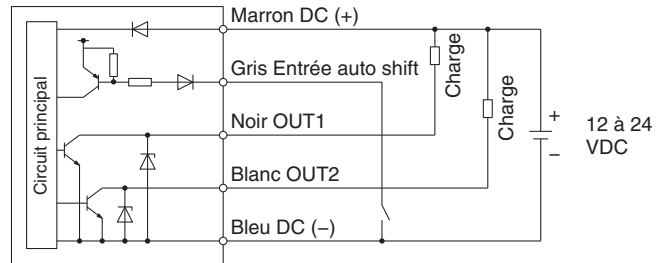 Marron DC (+)
Gris Entrée auto shift
Noir OUT1
Blanc OUT2
Bleu DC (−)
Circuit principal
Charge
Charge
+
−
12 à 24
VDC